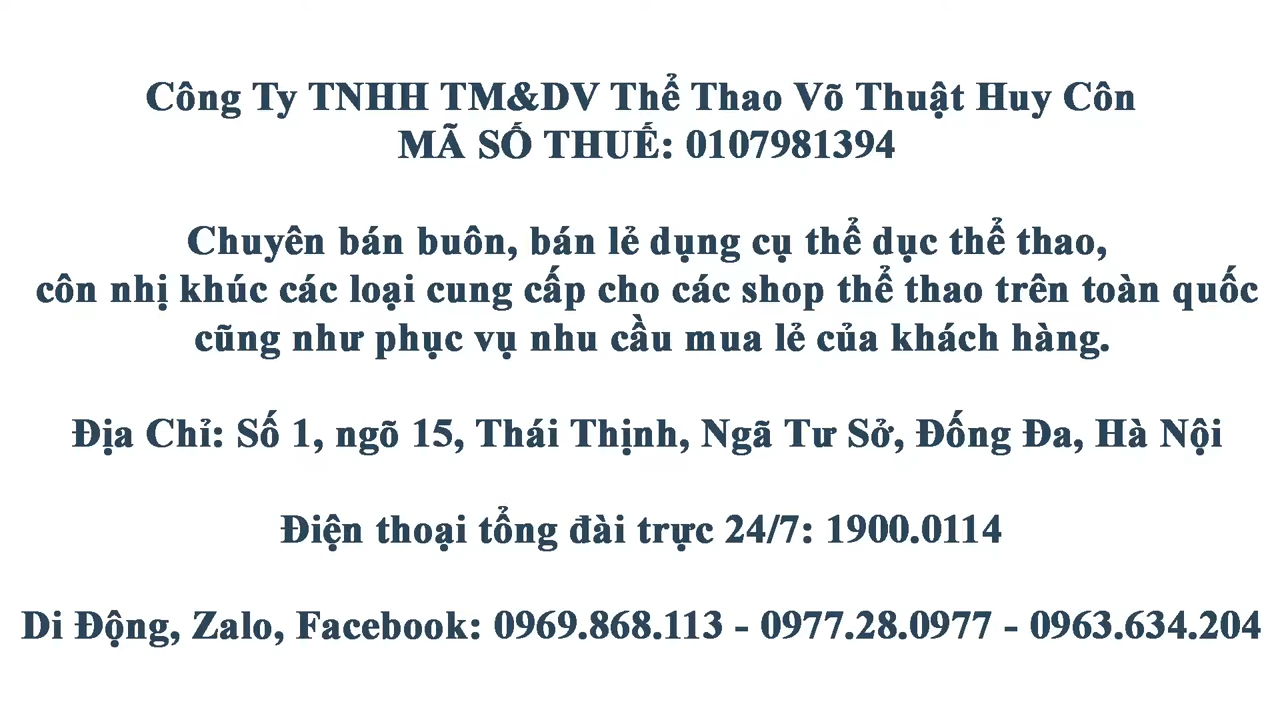 Công Ty TNHH TM&DV Thể Thao Võ Thuật Huy Côn
MÃ SỐ THUẾ: 0107981394
Chuyên bán buôn, bán lẻ dụng cụ thể dục thể thao,
côn nhị khúc các loại cung cấp cho các shop thể thao trên toàn quốc
cũng như phục vụ nhu cầu mua lẻ của khách hàng.
Địa Chỉ: Số 1, ngõ 15, Thái Thịnh, Ngã Tư Sở, Đống Đa, Hà Nội
Điện thoại tổng đài trực 24/7: 1900.0114
Di Động, Zalo, Facebook: 0969.868.113 - 0977.28.0977 - 0963.634.204